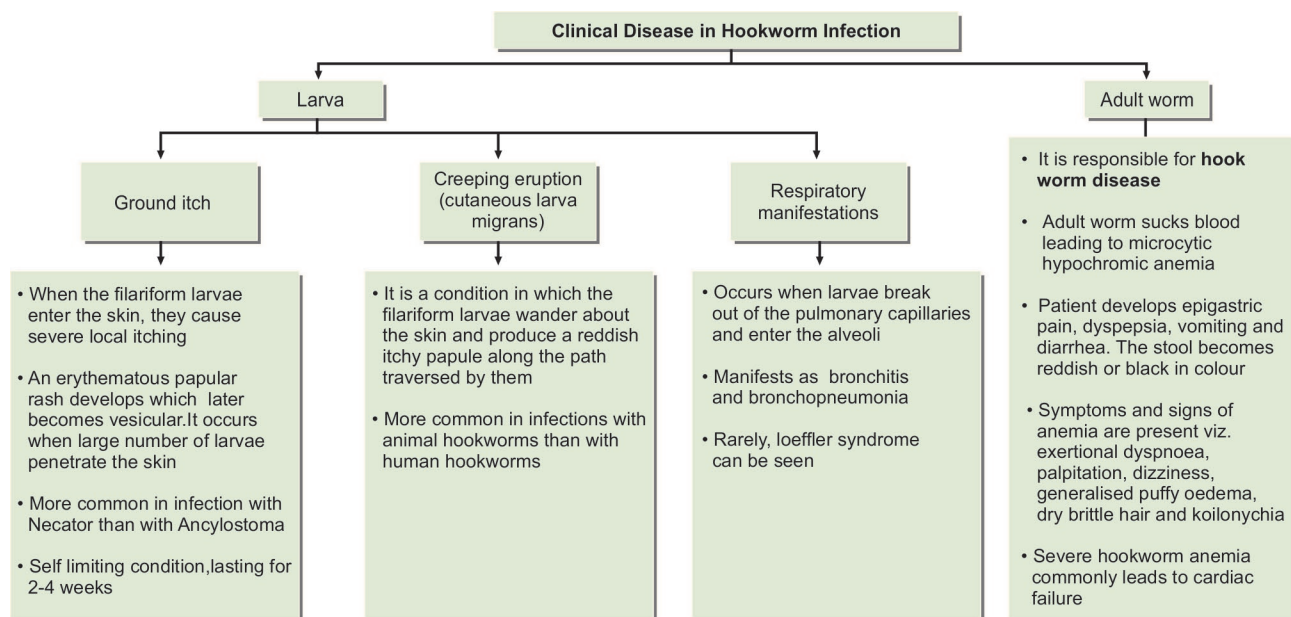 Clinical Disease in Hookworm Infection
Larva
Adult worm
Ground itch
Creeping eruption
(cutaneous larva
migrans)
Respiratory
manifestations
• When the filariform larvae
enter the skin, they cause
severe local itching
• An erythematous papular
rash develops which later
becomes vesicular.It occurs
when large number of larvae
penetrate the skin
• More common in infection with
Necator than with Ancylostoma
• Self limiting condition,lasting for
2-4 weeks
• It is a condition in which the
filariform larvae wander about
the skin and produce a reddish
itchy papule along the path
traversed by them
• More common in infections with
animal hookworms than with
human hookworms
• Occurs when larvae break
out of the pulmonary capillaries
and enter the alveoli
• Manifests as bronchitis
and bronchopneumonia
• Rarely, loeffler syndrome
can be seen
• It is responsible for hook
worm disease
• Adult worm sucks blood
leading to microcytic
hypochromic anemia
• Patient develops epigastric
pain, dyspepsia, vomiting and
diarrhea. The stool becomes
reddish or black in colour
• Symptoms and signs of
anemia are present viz.
exertional dyspnoea,
palpitation, dizziness,
generalised puffy oedema,
dry brittle hair and koilonychia
• Severe hookworm anemia
commonly leads to cardiac
failure